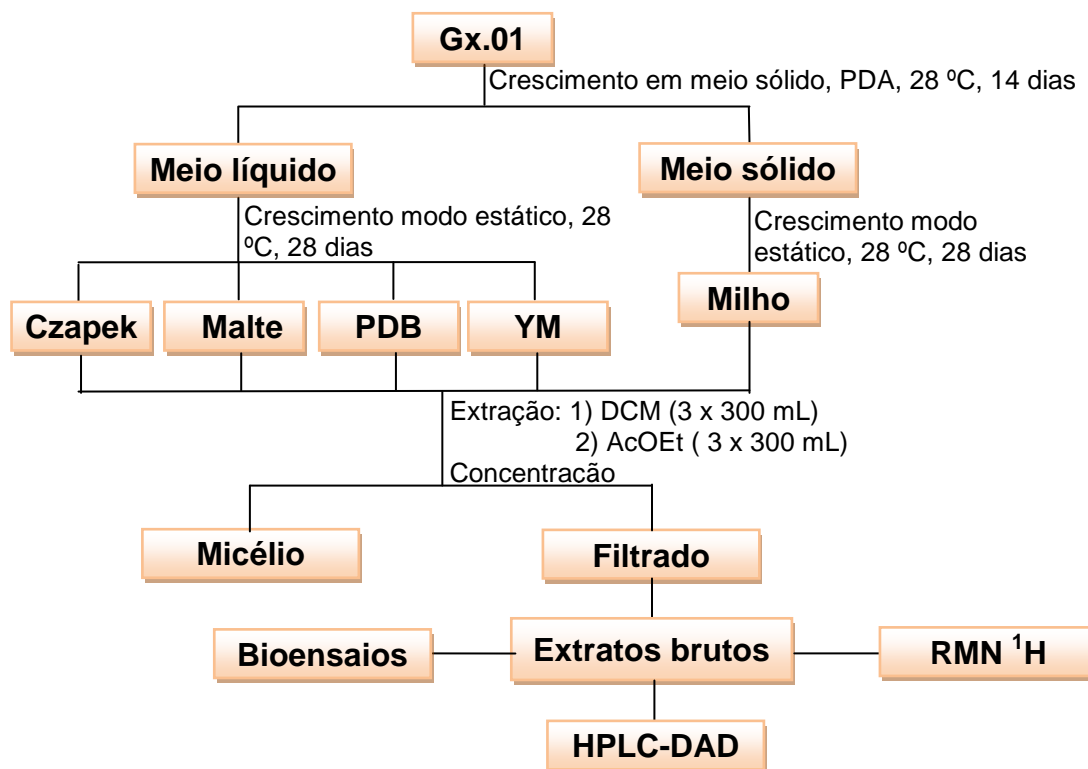 Gx.01
Crescimento em meio sólido, PDA, 28 ºC, 14 dias
Meio líquido
Meio sólido
Crescimento modo estático, 28
ºC, 28 dias
Crescimento modo
estático, 28 ºC, 28 dias
Czapek
Malte
PDB
YM
Milho
Extração: 1) DCM (3 x 300 mL)
2) AcOEt ( 3 x 300 mL)
Concentração
Micélio
Filtrado
Bioensaios
Extratos brutos
RMN ¹H
HPLC-DAD